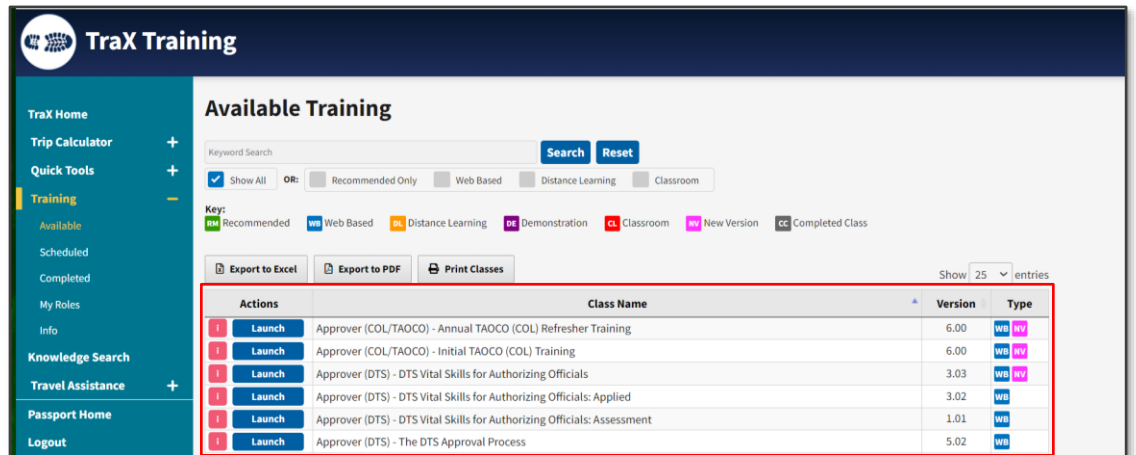 TraX Training
TraX Home
Trip Calculator +
Quick Tools +
Training −
Available
Scheduled
Completed
My Roles
Info
Knowledge Search
Travel Assistance +
Passport Home
Logout
Available Training
Keyword Search Search Reset
Show All OR: Recommended Only Web Based Distance Learning Classroom
Key:
RM Recommended WB Web Based DL Distance Learning DE Demonstration CL Classroom NV New Version CC Completed Class
Export to Excel Export to PDF Print Classes Show 25 entries
Actions Class Name Version Type
i Launch Approver (COL/TAOCO) - Annual TAOCO (COL) Refresher Training 6.00 WB NV
i Launch Approver (COL/TAOCO) - Initial TAOCO (COL) Training 6.00 WB NV
i Launch Approver (DTS) - DTS Vital Skills for Authorizing Officials 3.03 WB NV
i Launch Approver (DTS) - DTS Vital Skills for Authorizing Officials: Applied 3.02 WB
i Launch Approver (DTS) - DTS Vital Skills for Authorizing Officials: Assessment 1.01 WB
i Launch Approver (DTS) - The DTS Approval Process 5.02 WB